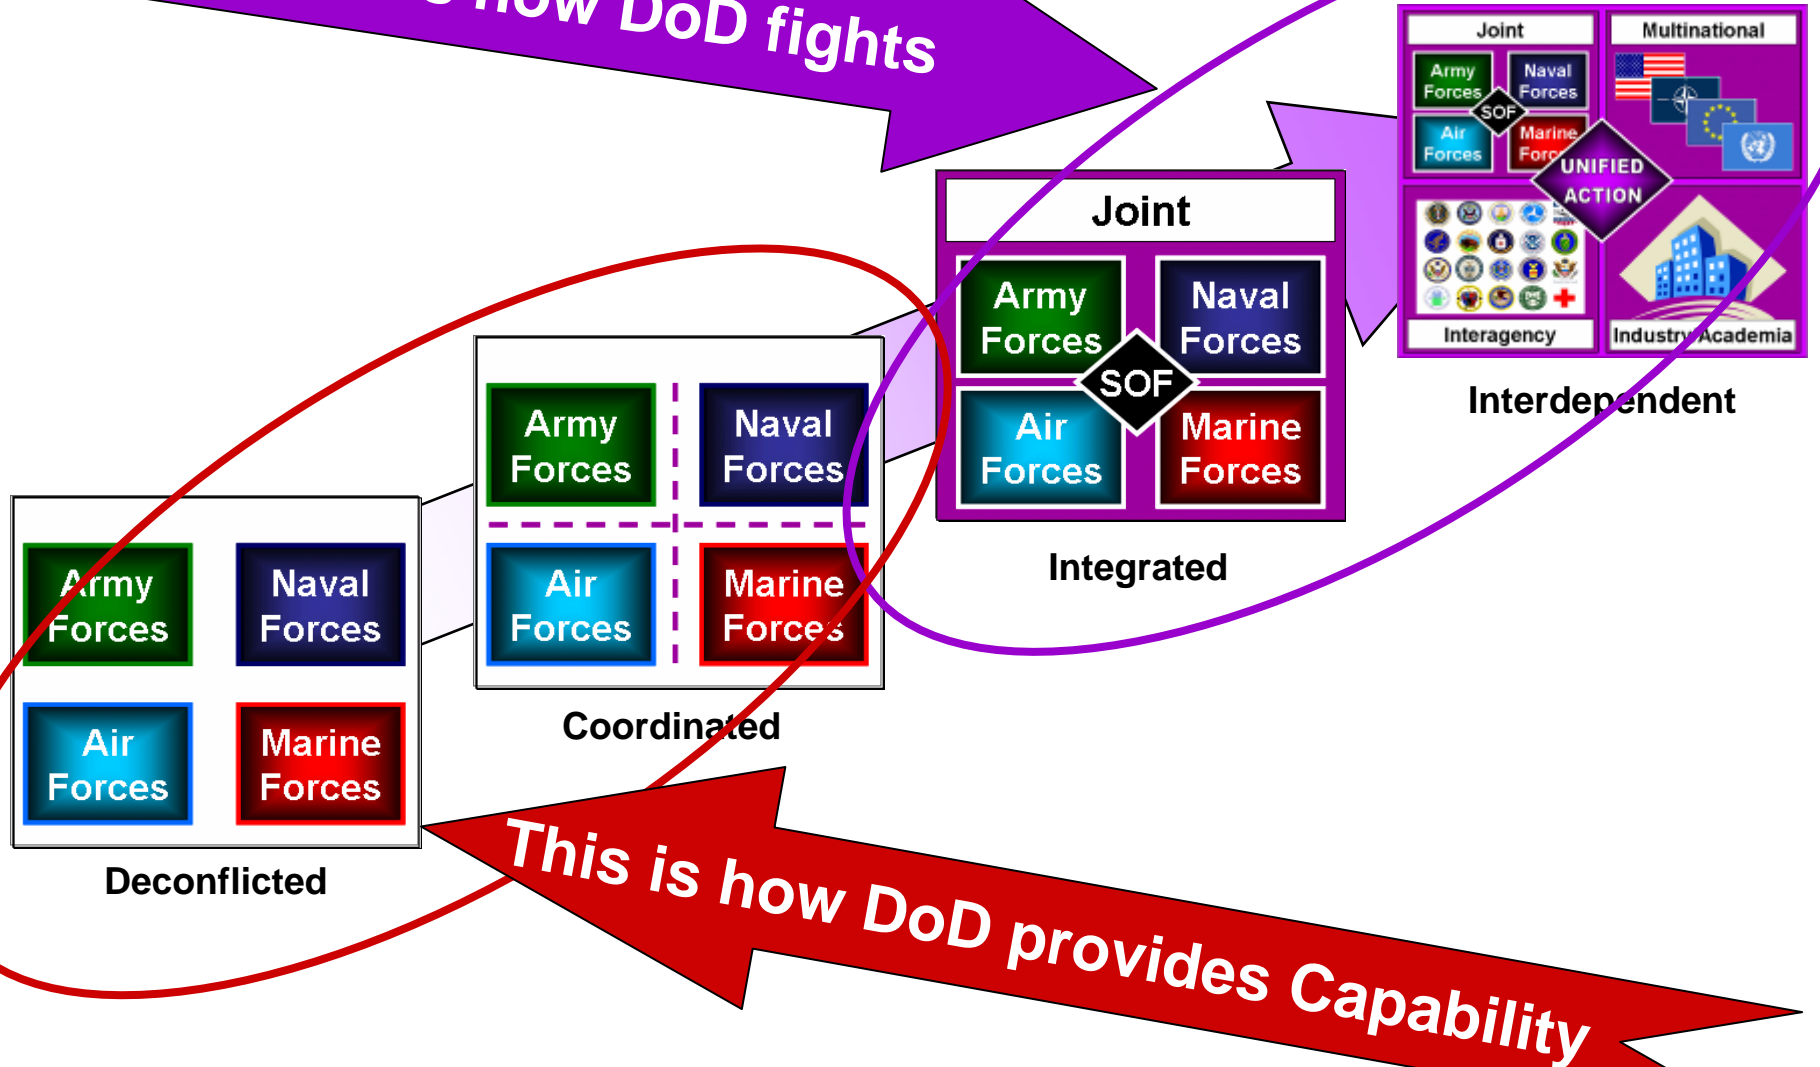 how DoD fights
Joint
Army
Forces
Naval
Forces
SOF
Air
Forces
Marine
Multinational
UNIFIED
ACTION
Interagency
Industry/Academia
Interdependent
Joint
Army
Forces
Naval
Forces
SOF
Air
Forces
Marine
Forces
Integrated
Army
Forces
Naval
Forces
Air
Forces
Marine
Forces
Coordinated
Army
Forces
Naval
Forces
Air
Forces
Marine
Forces
Deconflicted
This is how DoD provides Capability